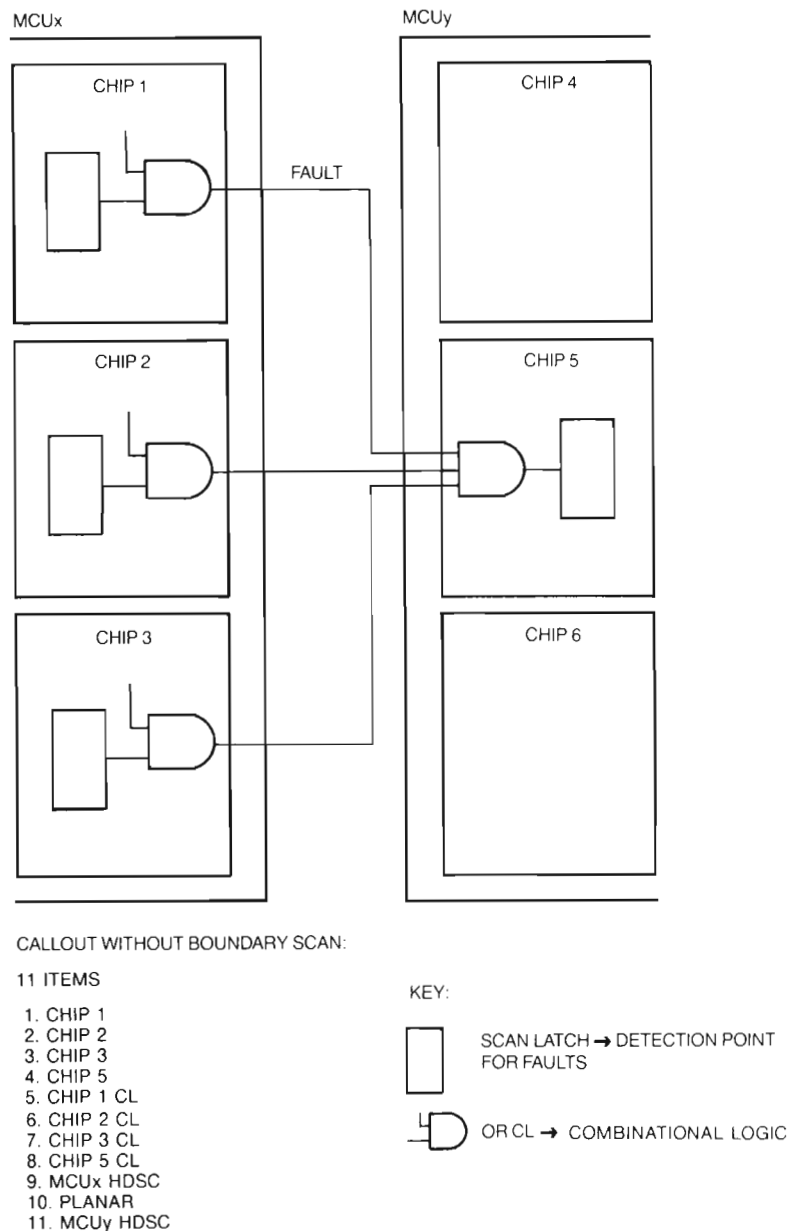 MCUx
MCUy
CHIP 1
CHIP 4
FAULT
CHIP 2
CHIP 5
CHIP 3
CHIP 6
CALLOUT WITHOUT BOUNDARY SCAN:
11 ITEMS
1. CHIP 1
2. CHIP 2
3. CHIP 3
4. CHIP 5
5. CHIP 1 CL
6. CHIP 2 CL
7. CHIP 3 CL
8. CHIP 5 CL
9. MCUx HDSC
10. PLANAR
11. MCUy HDSC
KEY:
SCAN LATCH → DETECTION POINT
FOR FAULTS
OR CL → COMBINATIONAL LOGIC